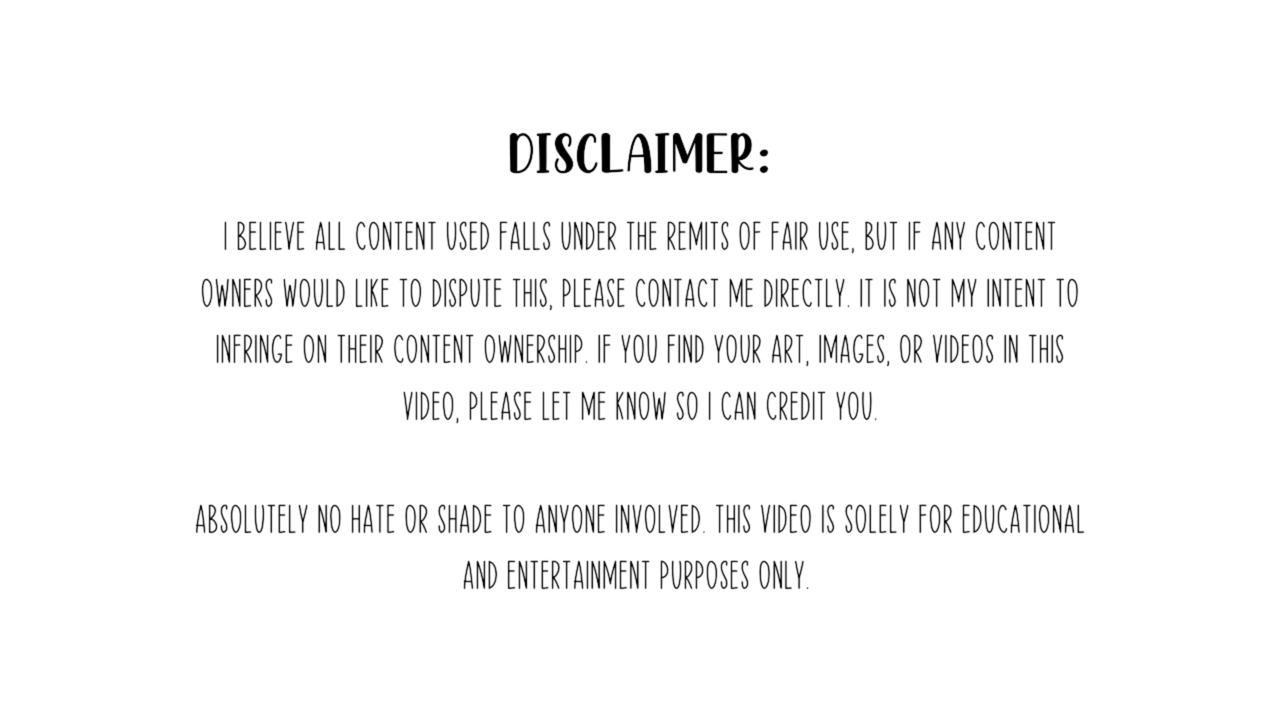 DISCLAIMER:
I BELIEVE ALL CONTENT USED FALLS UNDER THE REMITS OF FAIR USE, BUT IF ANY CONTENT
OWNERS WOULD LIKE TO DISPUTE THIS, PLEASE CONTACT ME DIRECTLY. IT IS NOT MY INTENT TO
INFRINGE ON THEIR CONTENT OWNERSHIP. IF YOU FIND YOUR ART, IMAGES, OR VIDEOS IN THIS
VIDEO, PLEASE LET ME KNOW SO I CAN CREDIT YOU.
ABSOLUTELY NO HATE OR SHADE TO ANYONE INVOLVED. THIS VIDEO IS SOLELY FOR EDUCATIONAL
AND ENTERTAINMENT PURPOSES ONLY.